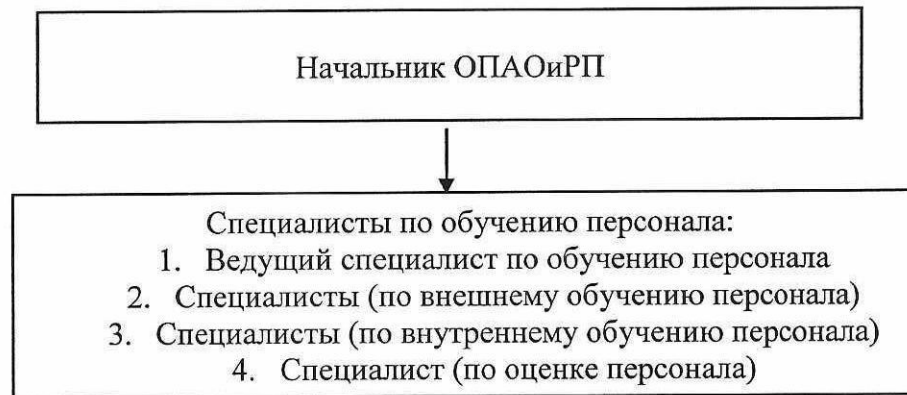 Начальник ОПАОиРП
Специалисты по обучению персонала:
1. Ведущий специалист по обучению персонала
2. Специалисты (по внешнему обучению персонала)
3. Специалисты (по внутреннему обучению персонала)
4. Специалист (по оценке персонала)